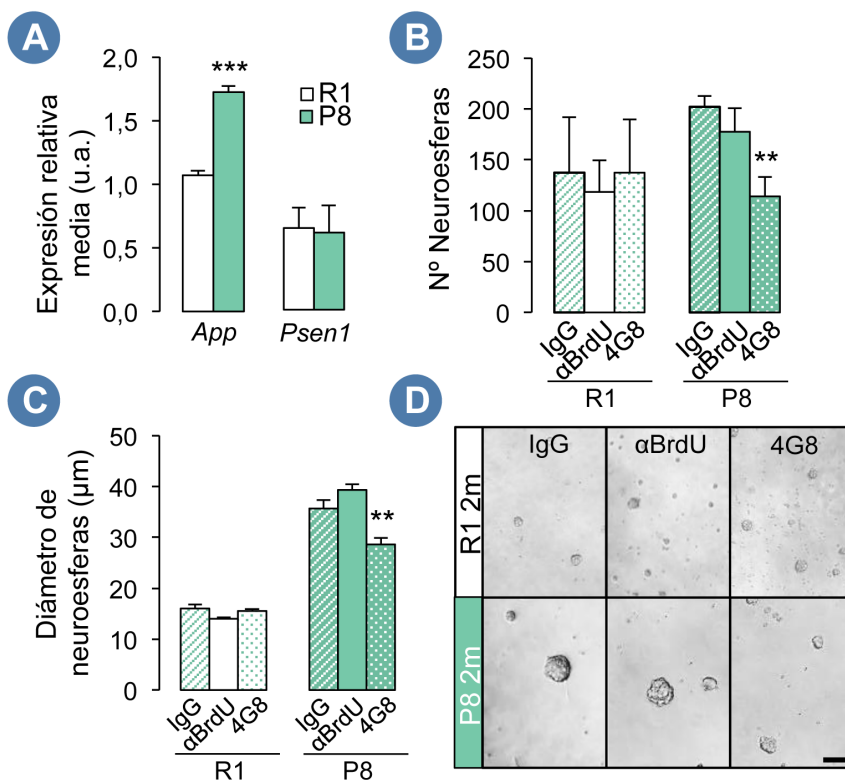 A
Expresión relativa
media (u.a.)
2,0
1,5
1,0
0,5
0,0
***
R1
P8
App
Psen1
B
Nº Neuroesferas
250
200
150
100
50
0
**
IgG
αBrdU
4G8
IgG
αBrdU
4G8
R1
P8
C
Diámetro de
neuroesferas (µm)
50
40
30
20
10
0
**
IgG
αBrdU
4G8
IgG
αBrdU
4G8
R1
P8
D
IgG
αBrdU
4G8
R1 2m
P8 2m